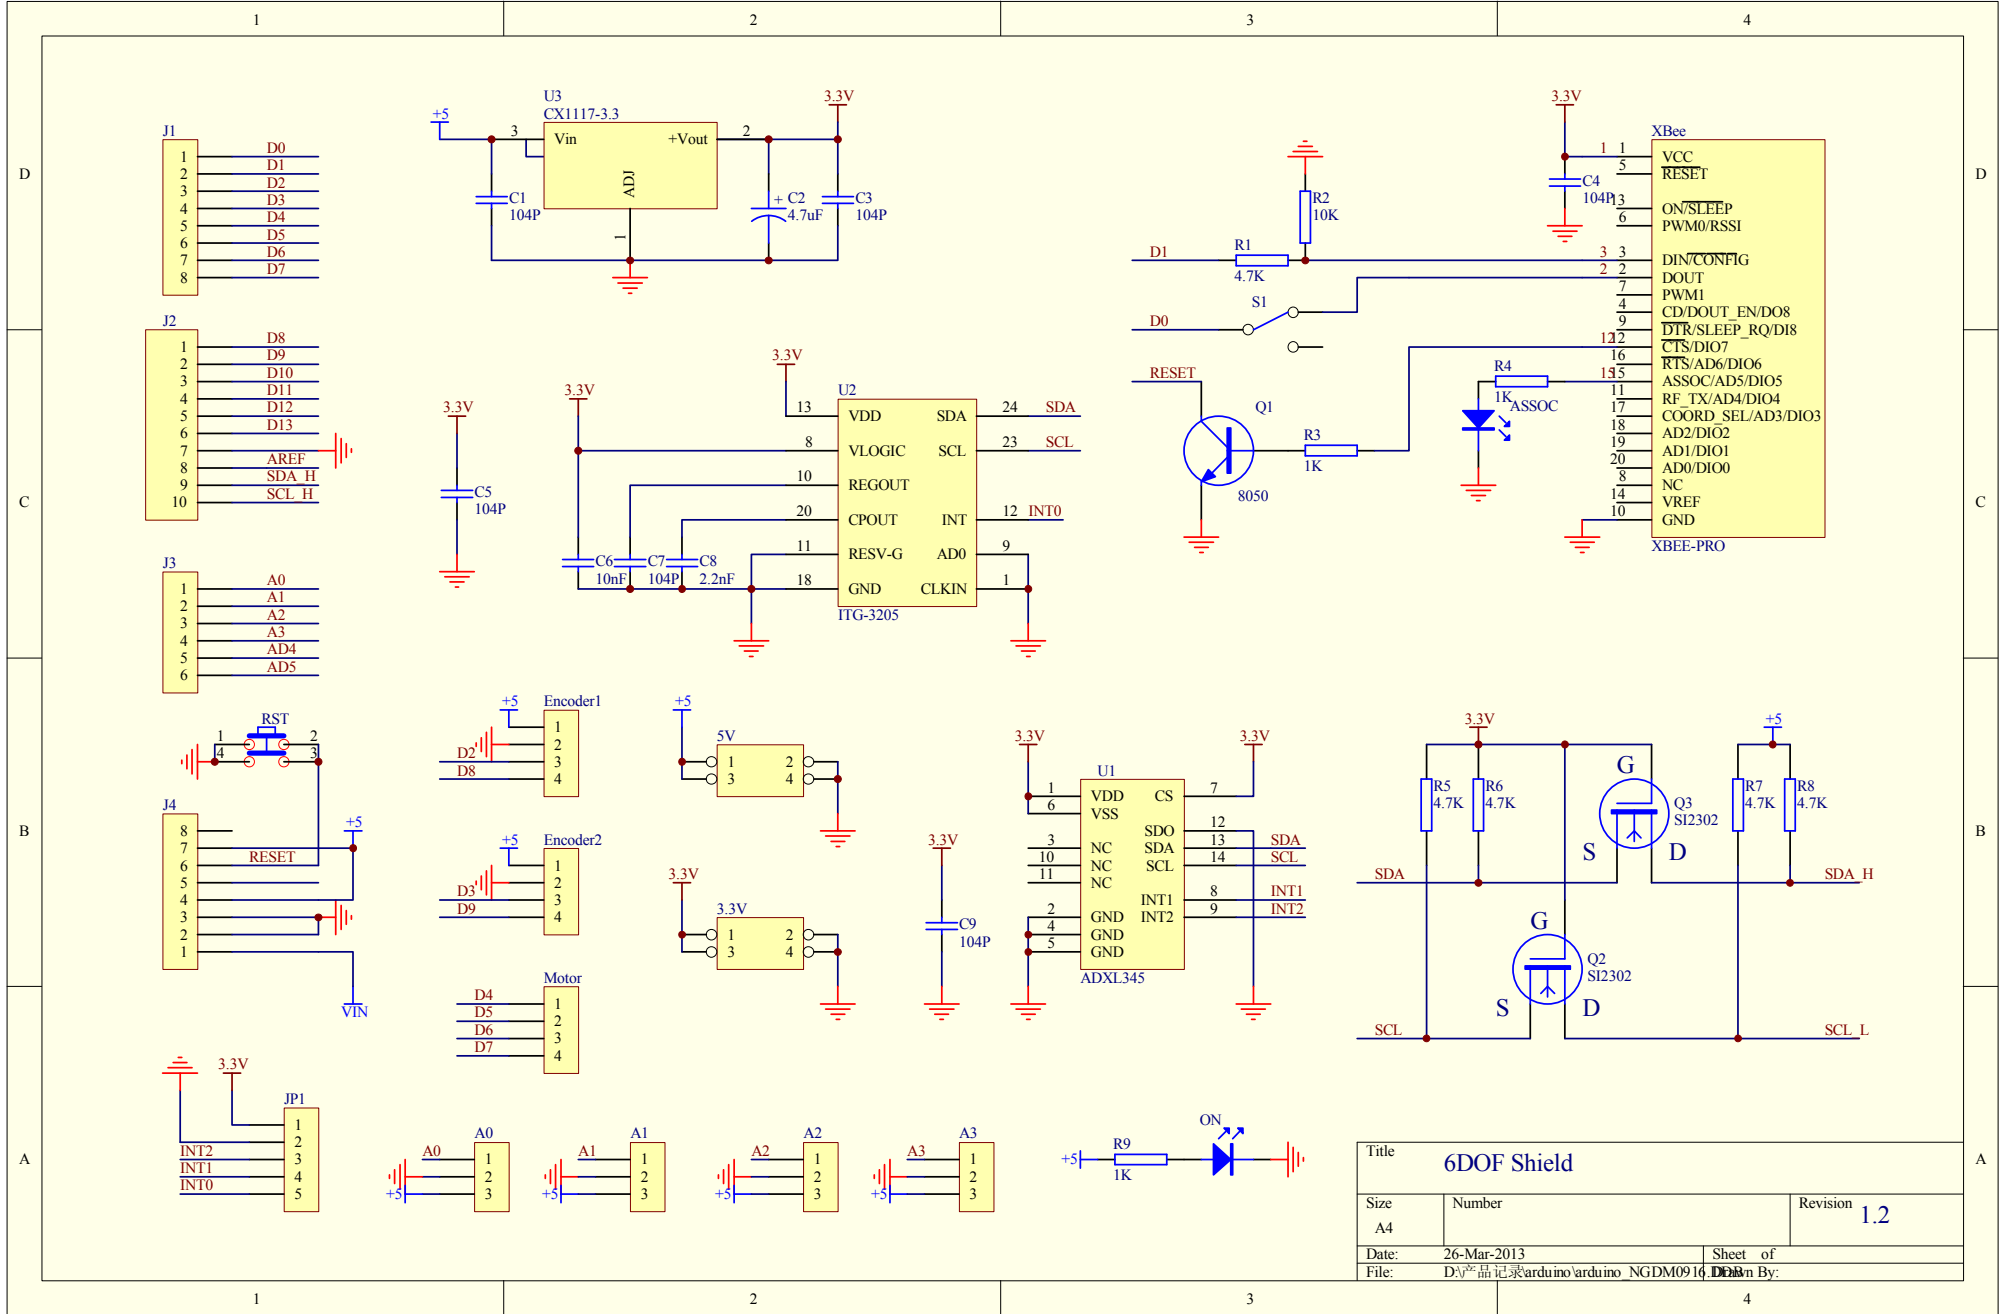 1 2 3 4
D D
C C
B B
A A
1 2 3 4
J1
1 D0
2 D1
3 D2
4 D3
5 D4
6 D5
7 D6
8 D7
J2
1 D8
2 D9
3 D10
4 D11
5 D12
6 D13
7
8 AREF
9 SDA_H
10 SCL_H
J3
1 A0
2 A1
3 A2
4 A3
5 AD4
6 AD5
RST
1 2
4 3
J4
8
7 +5
6 RESET
5
4
3
2
1
VIN
3.3V
JP1
1
2
INT2 3
INT1 4
INT0 5
U3
CX1117-3.3
+5 3 Vin +Vout 2 3.3V
ADJ
1
C1
104P
+ C2
4.7uF
C3
104P
3.3V
C5
104P
3.3V
3.3V
U2
13 VDD SDA 24 SDA
8 VLOGIC SCL 23 SCL
10 REGOUT
20 CPOUT INT 12 INT0
11 RESV-G AD0 9
18 GND CLKIN 1
ITG-3205
C6
10nF
C7
104P
C8
2.2nF
Encoder1
+5
1
2
D2 3
D8 4
Encoder2
+5
1
2
D3 3
D9 4
Motor
D4 1
D5 2
D6 3
D7 4
+5
5V
1 2
3 4
3.3V
3.3V
1 2
3 4
3.3V
C9
104P
3.3V 3.3V
U1
1 VDD CS 7
6 VSS
SDO 12
3 NC SDA 13 SDA
10 NC SCL 14 SCL
11 NC
INT1 8 INT1
2 GND INT2 9 INT2
4 GND
5 GND
ADXL345
A0
A0 1
2
+5 3
A1
A1 1
2
+5 3
A2
A2 1
2
+5 3
A3
A3 1
2
+5 3
ON
+5 R9
1K
R2
10K
D1 R1
4.7K
S1
D0
RESET
Q1
8050
R3
1K
R4
1K
ASSOC
3.3V
C4
104P
XBee
1 1 VCC
5 RESET
13 ON/SLEEP
6 PWM0/RSSI
3 3 DIN/CONFIG
2 2 DOUT
7 PWM1
4 CD/DOUT_EN/DO8
9 DTR/SLEEP_RQ/DI8
12 12 CTS/DIO7
16 RTS/AD6/DIO6
15 15 ASSOC/AD5/DIO5
11 RF_TX/AD4/DIO4
17 COORD_SEL/AD3/DIO3
18 AD2/DIO2
19 AD1/DIO1
20 AD0/DIO0
8 NC
14 VREF
10 GND
XBEE-PRO
3.3V +5
R5
4.7K
R6
4.7K
G
Q3
SI2302
S D
R7
4.7K
R8
4.7K
SDA SDA_H
G
Q2
SI2302
S D
SCL SCL_L
Title
6DOF Shield
Size Number Revision
A4 1.2
Date: 26-Mar-2013 Sheet of
File: D:\产品记录\arduino\arduino_NGDM0916.DDB Drawn By: